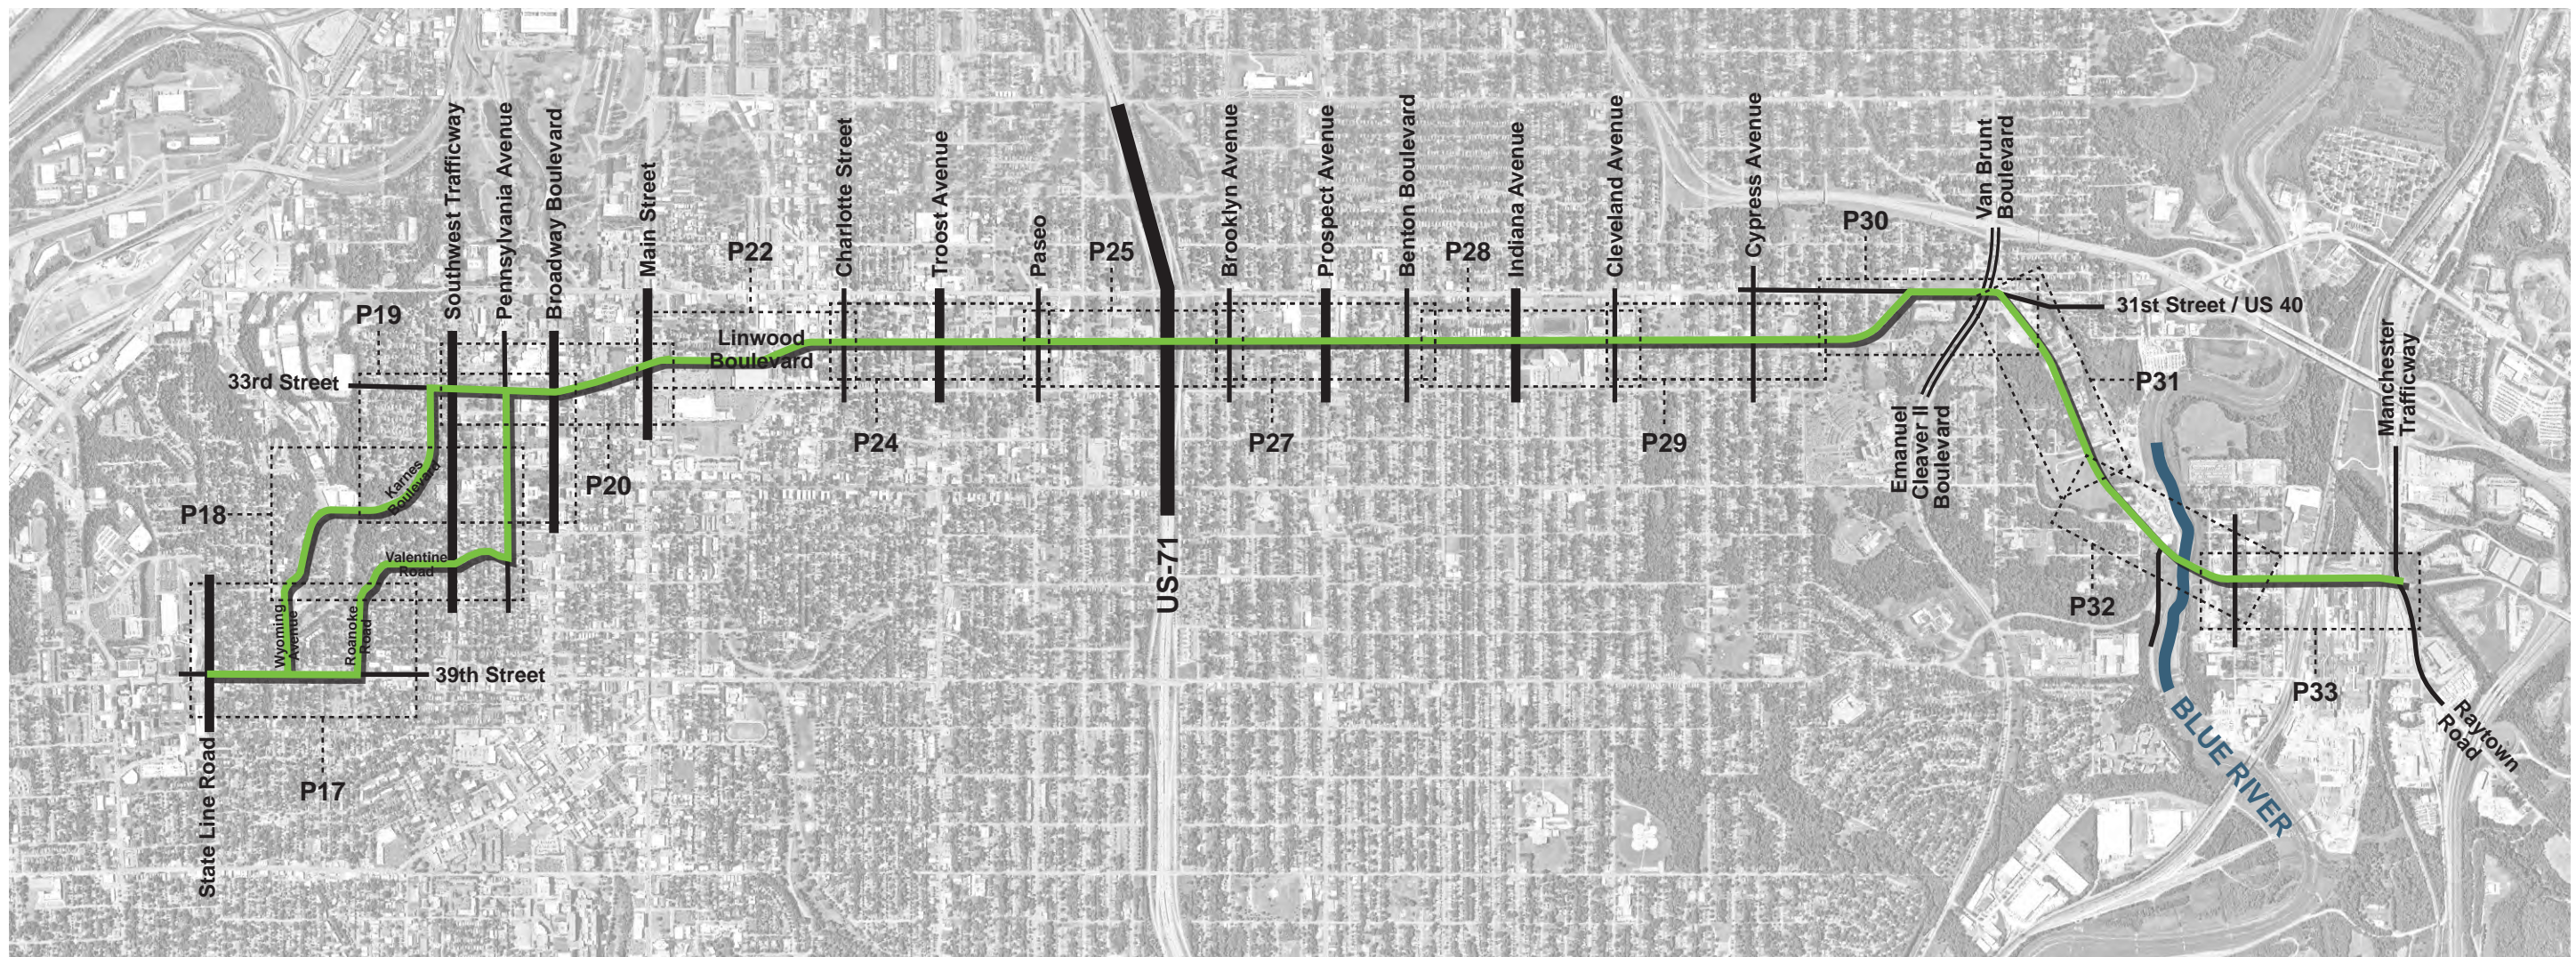 Southwest Trafficway
Pennsylvania Avenue
Broadway Boulevard
Main Street
Charlotte Street
Troost Avenue
Paseo
Brooklyn Avenue
Prospect Avenue
Benton Boulevard
Indiana Avenue
Cleveland Avenue
Cypress Avenue
Van Brunt
Boulevard
P30
P22
P25
P28
P19
31st Street / US 40
Linwood
Boulevard
33rd Street
Manchester
Trafficway
P31
P24
P27
P29
Emanuel
Cleaver II
Boulevard
Karnes
Boulevard
P20
P18
Valentine
Road
US-71
P32
Wyoming
Avenue
Roanoke
Road
39th Street
P33
BLUE RIVER
Raytown
Road
State Line Road
P17